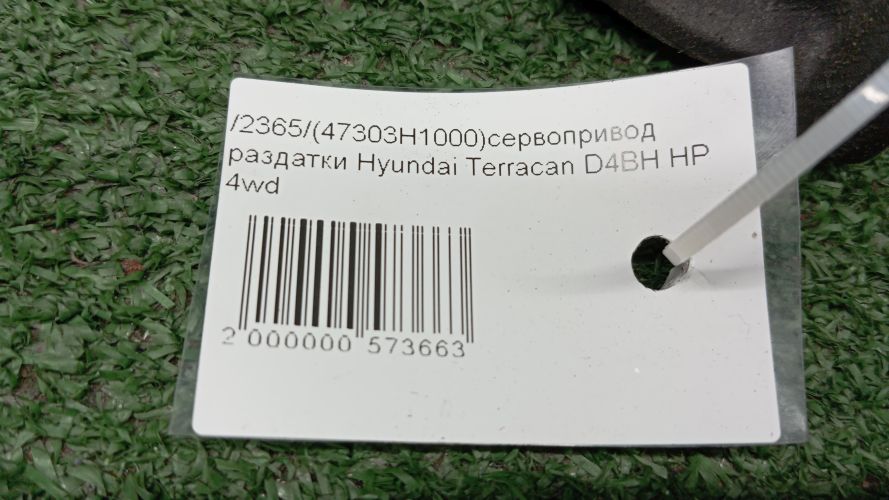 /2365/(47303H1000)сервопривод
раздатки Hyundai Terracan D4BH HP
4wd
2 000000 573663